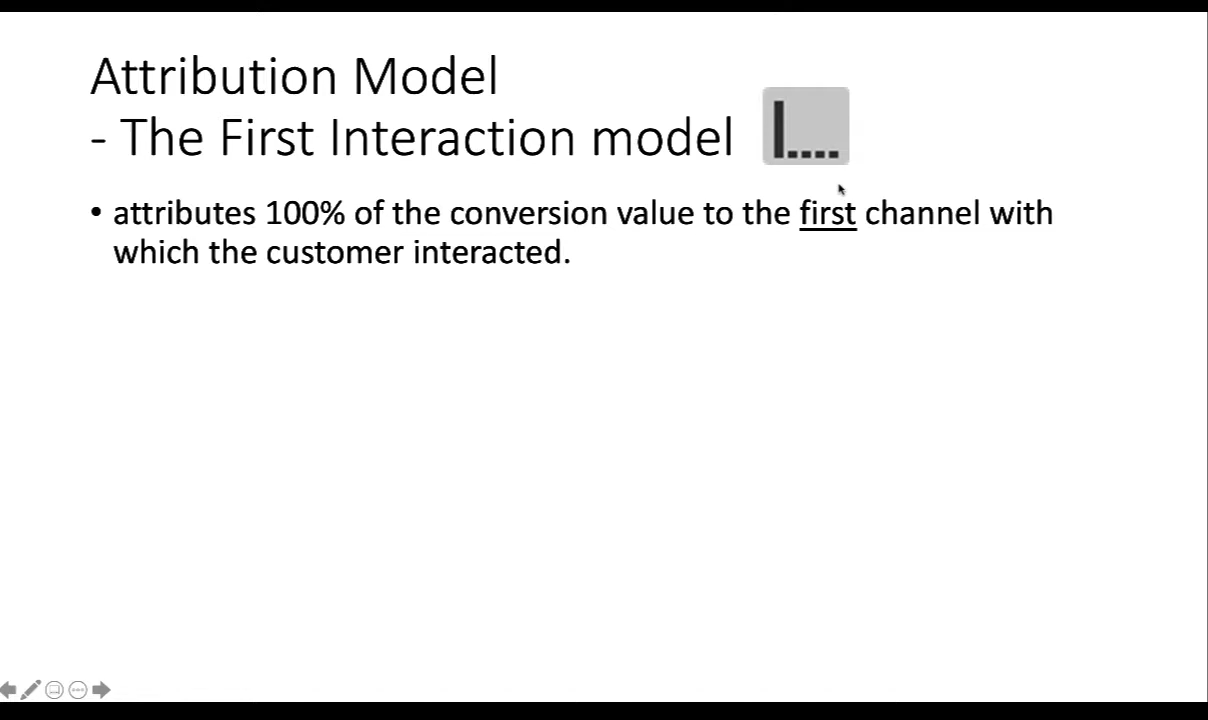 Attribution Model
- The First Interaction model
• attributes 100% of the conversion value to the first channel with
which the customer interacted.